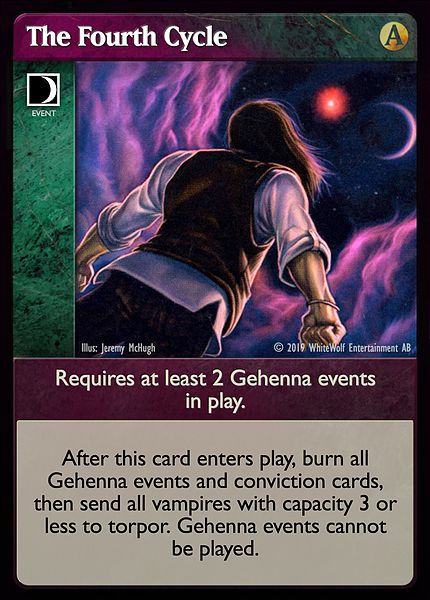 The Fourth Cycle
A
EVENT
Illus: Jeremy McHugh
© 2019 WhiteWolf Entertainment AB
Requires at least 2 Gehenna events
in play.
After this card enters play, burn all
Gehenna events and conviction cards,
then send all vampires with capacity 3 or
less to torpor. Gehenna events cannot
be played.